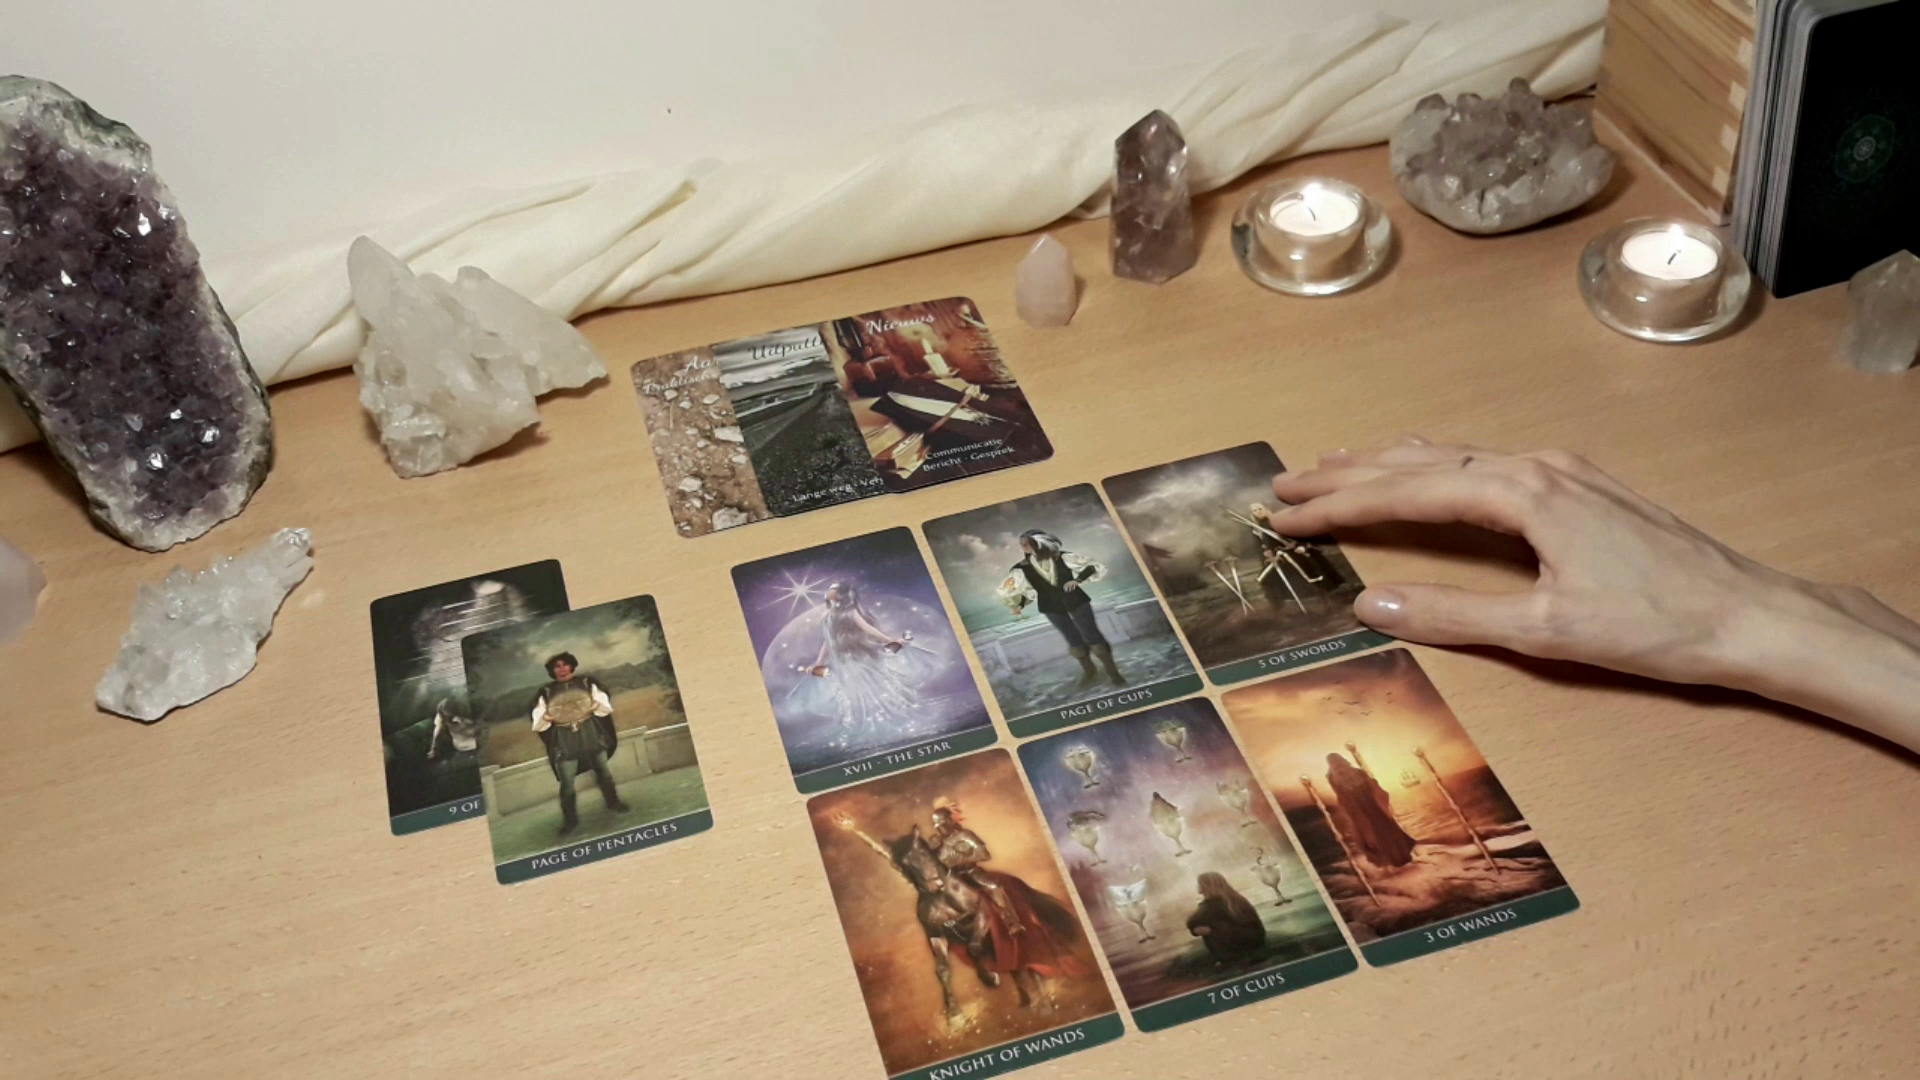 Nieuws
Communicatie
Bericht - Gesprek
Lange weg -
XVII - THE STAR
PAGE OF CUPS
5 OF SWORDS
9 OF
PAGE OF PENTACLES
KNIGHT OF WANDS
7 OF CUPS
3 OF WANDS